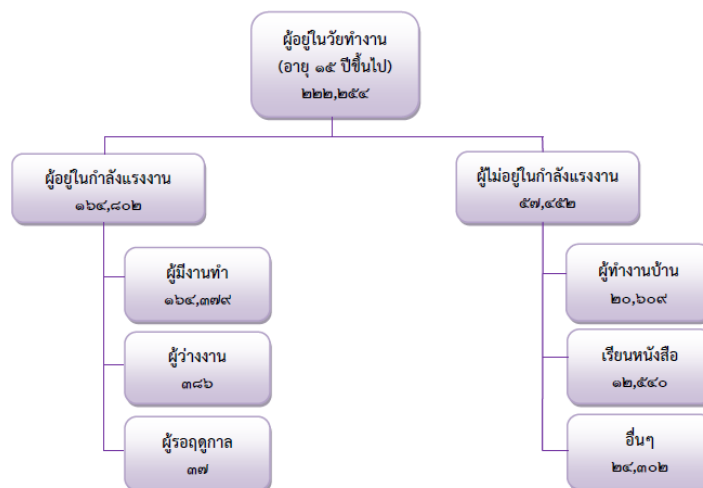 ผู้อยู่ในวัยทำงาน
(อายุ ๑๕ ปีขึ้นไป)
๒๒๒,๒๕๔
ผู้อยู่ในกำลังแรงงาน
๑๖๔,๘๐๒
ผู้ไม่อยู่ในกำลังแรงงาน
๕๗,๔๕๒
ผู้มีงานทำ
๑๖๔,๓๗๙
ผู้ว่างงาน
๓๘๖
ผู้รอฤดูกาล
๓๗
ผู้ทำงานบ้าน
๒๐,๖๐๙
เรียนหนังสือ
๑๒,๕๔๐
อื่นๆ
๒๔,๓๐๒